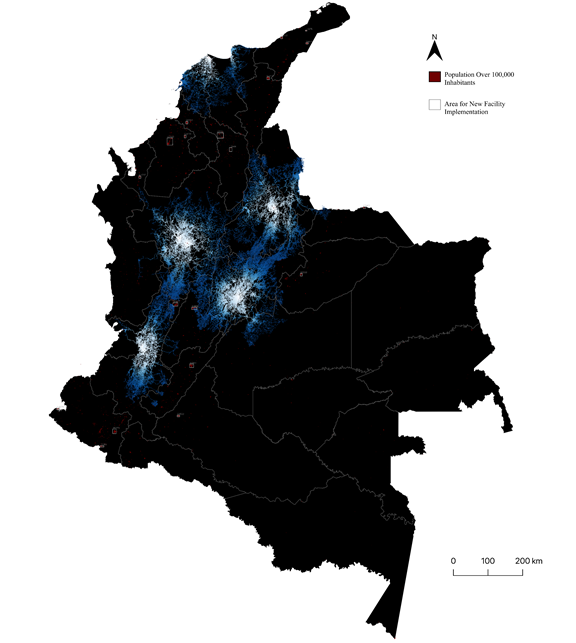 N
Population Over 100,000
Inhabitants
Area for New Facility
Implementation
0 100 200 km